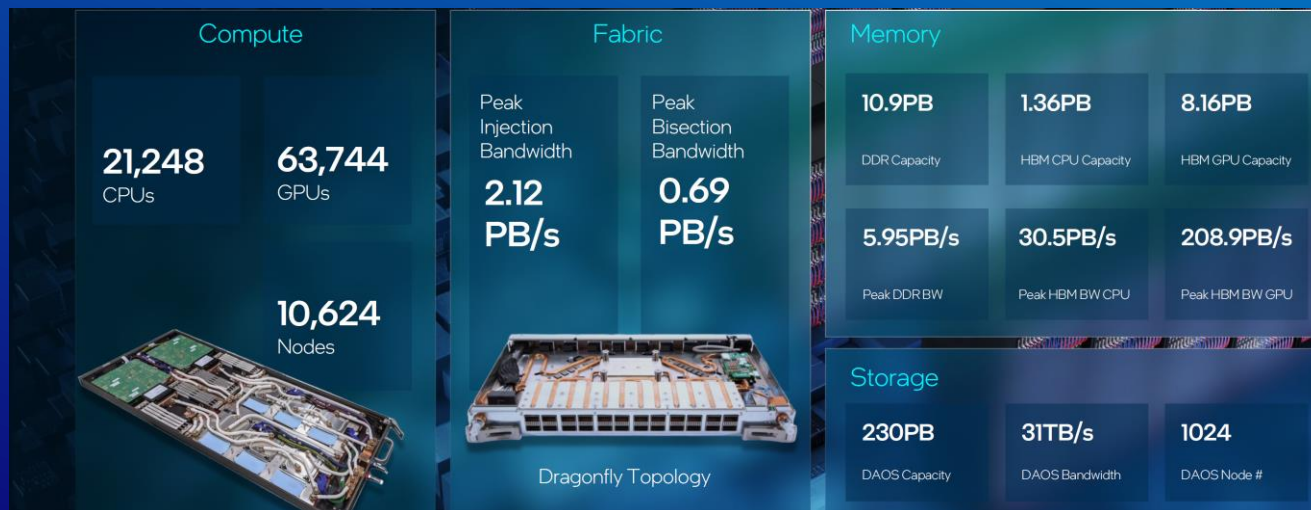 Compute
21,248
CPUs
63,744
GPUs
10,624
Nodes
Fabric
Peak
Injection
Bandwidth
2.12
PB/s
Peak
Bisection
Bandwidth
0.69
PB/s
Dragonfly Topology
Memory
10.9PB
DDR Capacity
1.36PB
HBM CPU Capacity
8.16PB
HBM GPU Capacity
5.95PB/s
Peak DDR BW
30.5PB/s
Peak HBM BW CPU
208.9PB/s
Peak HBM BW GPU
Storage
230PB
DAOS Capacity
31TB/s
DAOS Bandwidth
1024
DAOS Node #